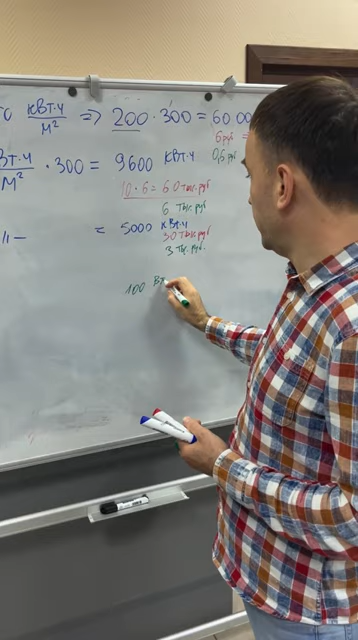 го кВт·ч/м² => 200 · 300 = 60 00
6 руб =
0,6 руб
Вт·ч/м² · 300 = 9600 кВт·ч
10 · 6 = 60 тыс. руб
6 тыс. руб
= 5000 кВт·ч
30 тыс. руб
3 тыс. руб.
100 Вт